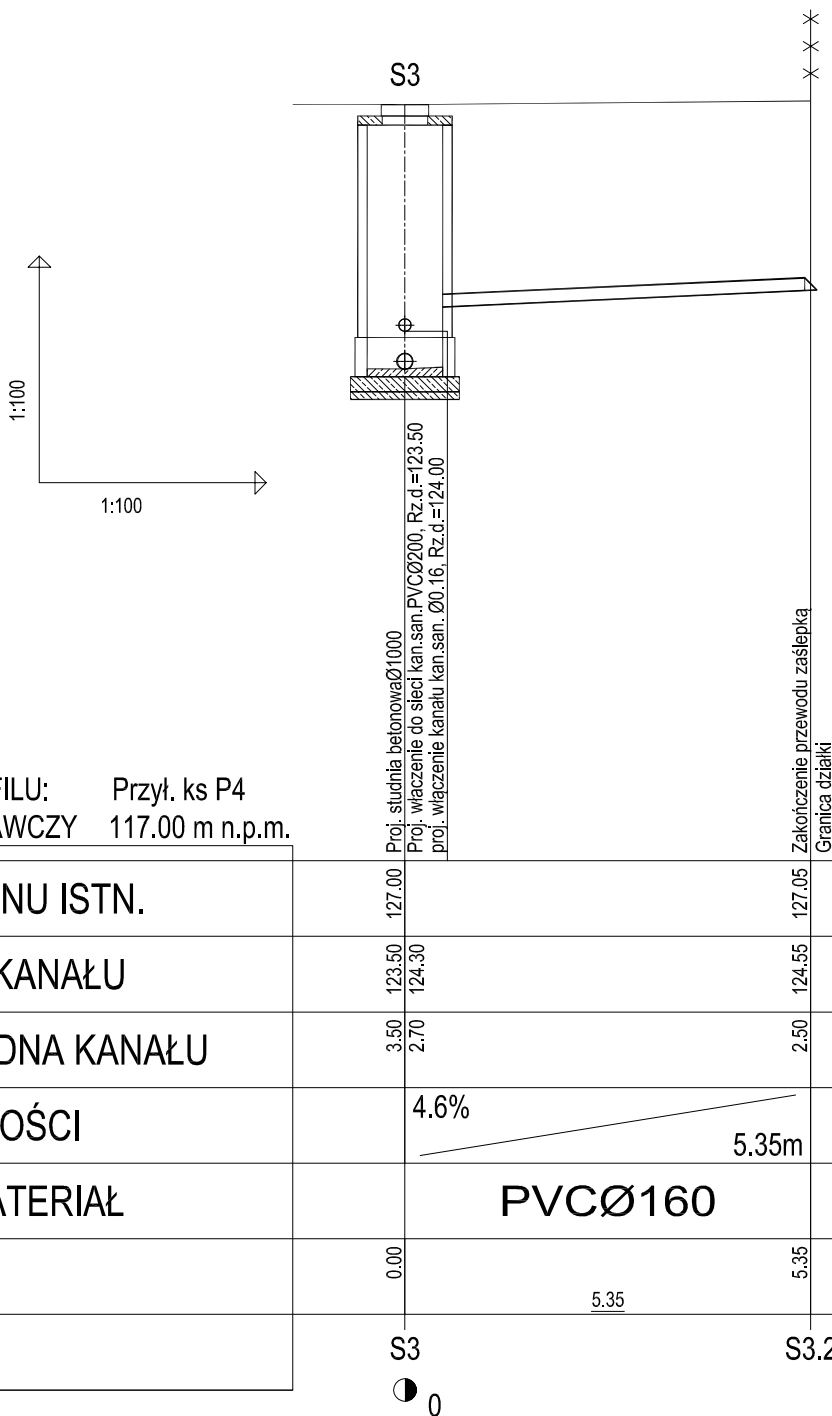 S3
1:100
1:100
Proj. studnia betonowaØ1000
Proj. właczenie do sieci kan.san.PVCØ200, Rz.d.=123.50
proj. włączenie kanału kan.san. Ø0.16, Rz.d.=124.00
Zakończenie przewodu zaślepką
Granica działki
FILU: Przył. ks P4
AWCZY 117.00 m n.p.m.
NU ISTN. 127.00 127.05
KANAŁU 123.50 124.30 124.55
DNA KANAŁU 3.50 2.70 2.50
OŚCI 4.6% 5.35m
ATERIAŁ PVCØ160
0.00 5.35 5.35
S3 S3.2
0